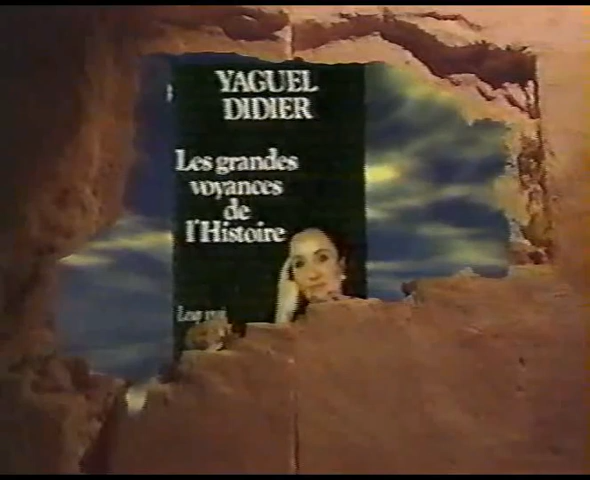 YAGUEL
DIDIER
Les grandes
voyances
de
l'Histoire